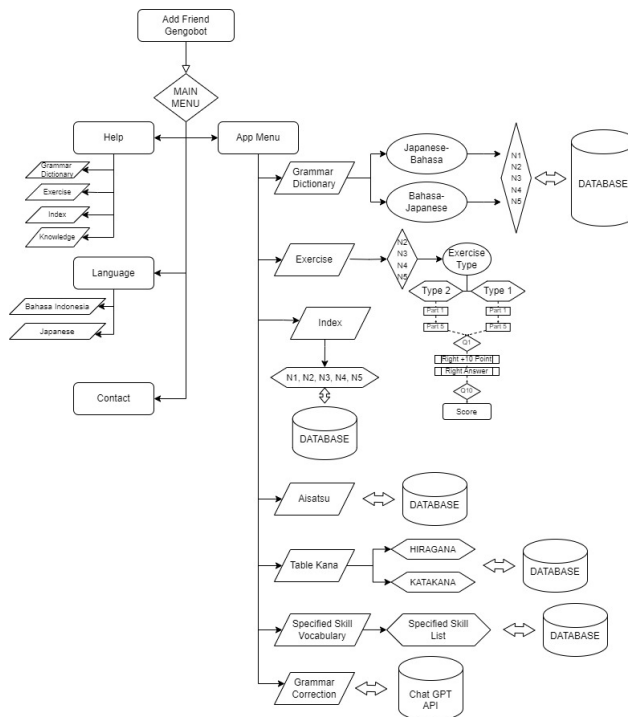 Add Friend
Gengobot
MAIN
MENU
Help
App Menu
Grammar
Dictionary
Exercise
Index
Knowledge
Language
Bahasa Indonesia
Japanese
Contact
Grammar
Dictionary
Japanese-
Bahasa
Bahasa-
Japanese
N1
N2
N3
N4
N5
DATABASE
Exercise
N2
N3
N4
N5
Exercise
Type
Type 2
Type 1
Part 1
Part 1
Part 5
Part 5
Q1
Right +10 Point
Right Answer
Q10
Score
Index
N1, N2, N3, N4, N5
DATABASE
Aisatsu
DATABASE
Table Kana
HIRAGANA
KATAKANA
DATABASE
Specified Skill
Vocabulary
Specified Skill
List
DATABASE
Grammar
Correction
Chat GPT
API